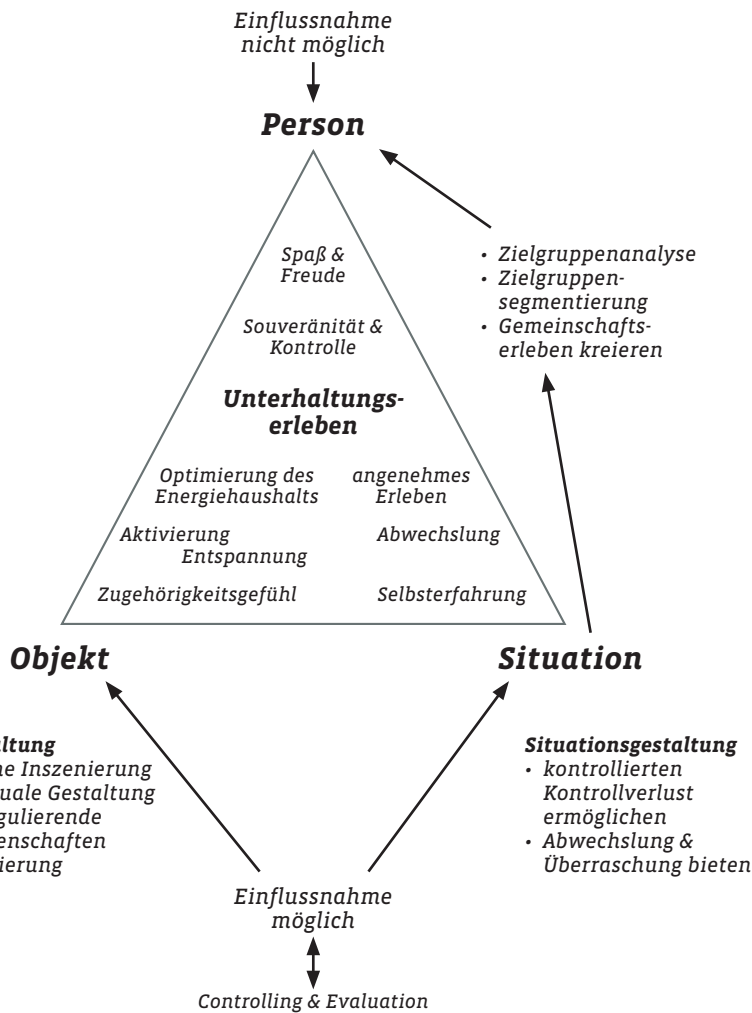 Einflussnahme
nicht möglich
Person
Spaß &
Freude
Souveränität &
Kontrolle
Unterhaltungs-
erleben
Optimierung des
Energiehaushalts
angenehmes
Erleben
Aktivierung
Entspannung
Abwechslung
Zugehörigkeitsgefühl
Selbsterfahrung
• Zielgruppenanalyse
• Zielgruppen-
segmentierung
• Gemeinschafts-
erleben kreieren
Objekt
Situation
Inszenierung
Gestaltung
Situationsgestaltung
• kontrollierten
Kontrollverlust
ermöglichen
• Abwechslung &
Überraschung bieten
Einflussnahme
möglich
Controlling & Evaluation